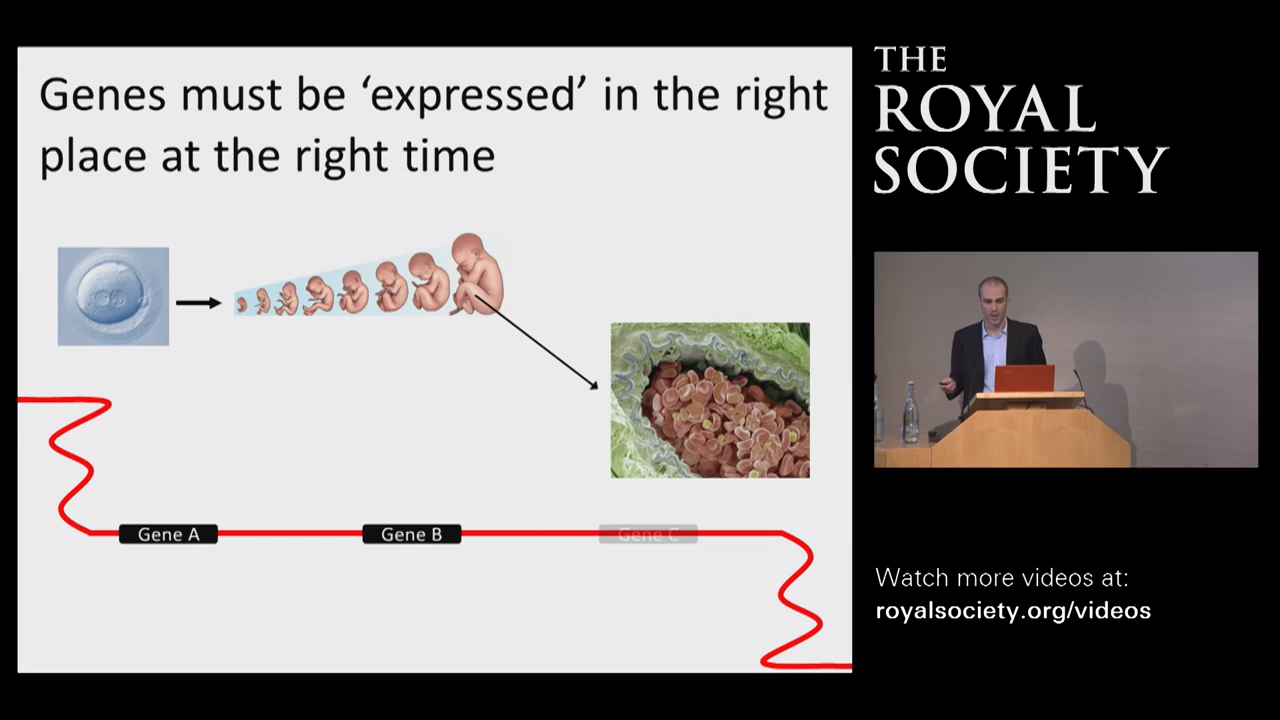 Genes must be ‘expressed’ in the right
place at the right time
Gene A
Gene B
Gene C
THE
ROYAL
SOCIETY
Watch more videos at:
royalsociety.org/videos